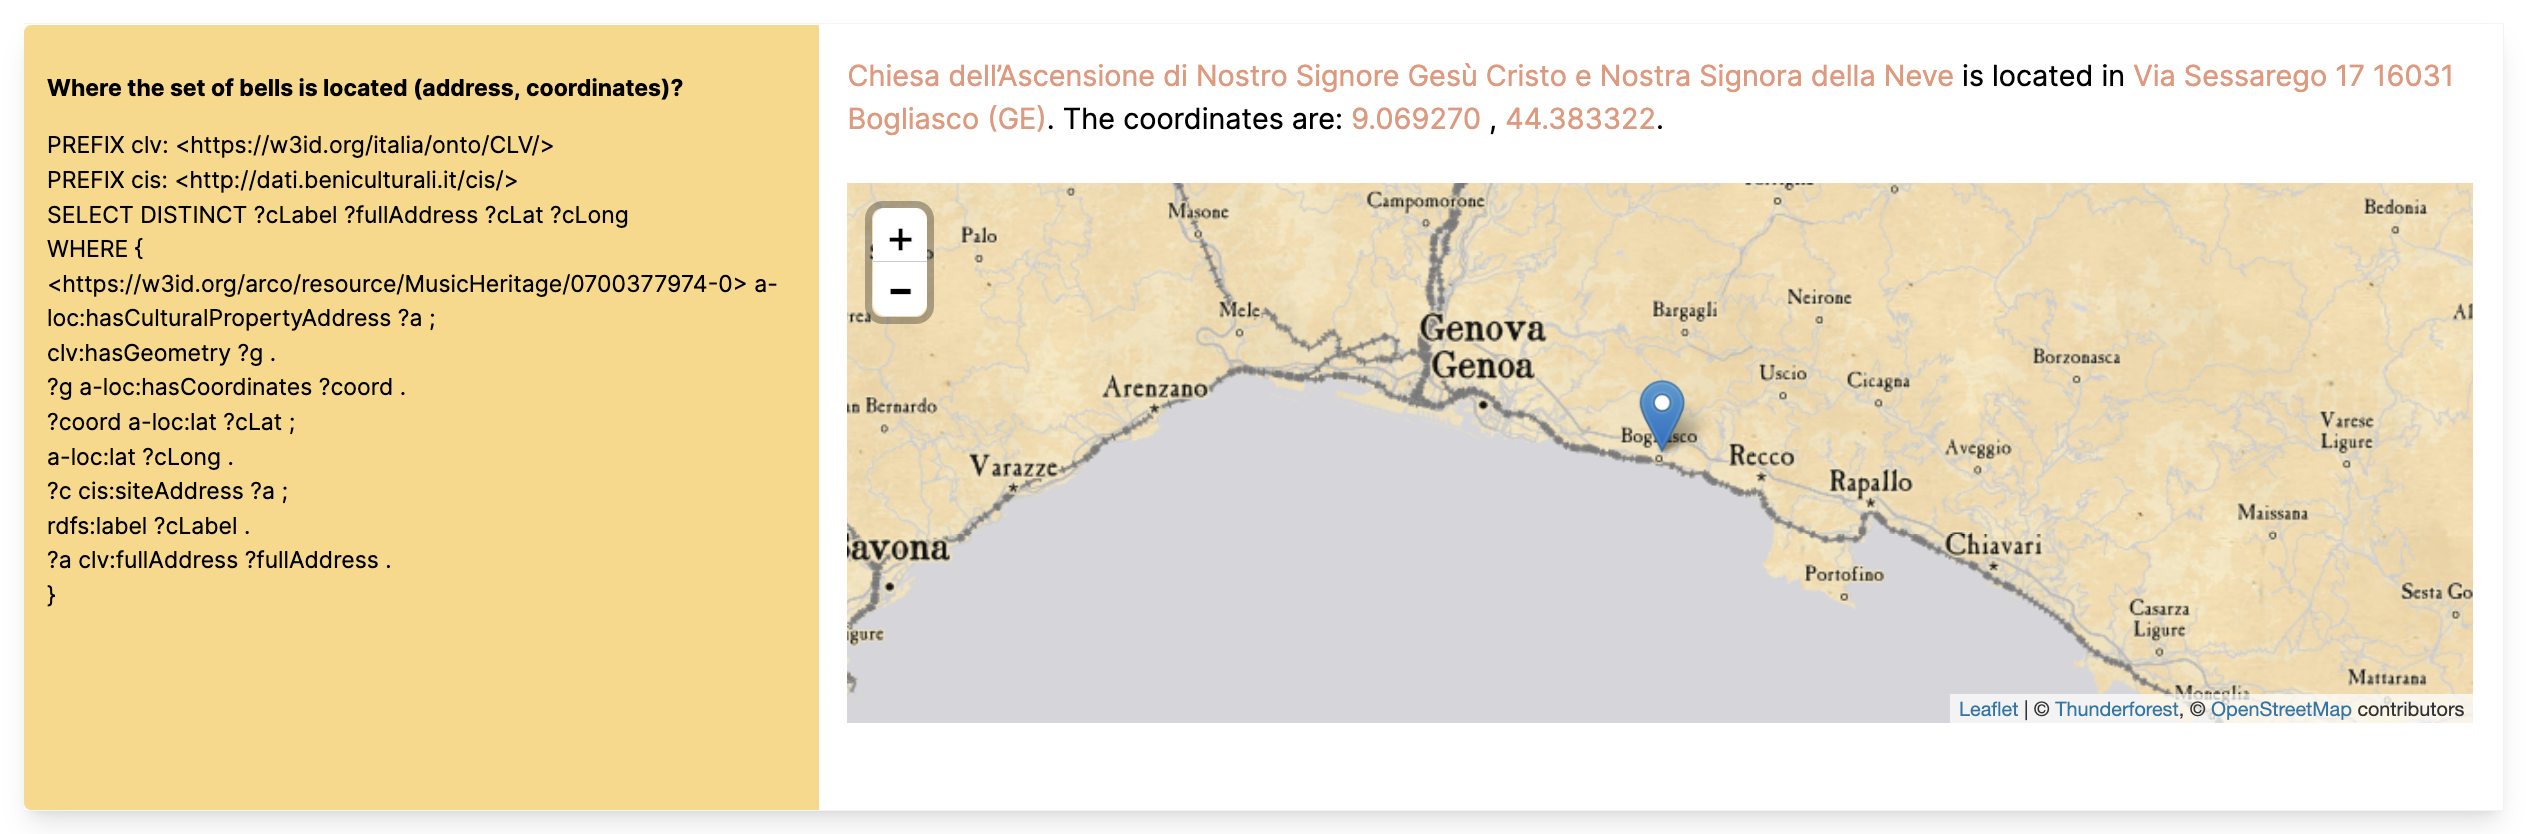 Where the set of bells is located (address, coordinates)?
PREFIX clv: <https://w3id.org/italia/onto/CLV/>
PREFIX cis: <http://dati.beniculturali.it/cis/>
SELECT DISTINCT ?cLabel ?fullAddress ?cLat ?cLong
WHERE {
<https://w3id.org/arco/resource/MusicHeritage/0700377974-0> a-
loc:hasCulturalPropertyAddress ?a ;
clv:hasGeometry ?g .
?g a-loc:hasCoordinates ?coord .
?coord a-loc:lat ?cLat ;
a-loc:lat ?cLong .
?c cis:siteAddress ?a ;
rdfs:label ?cLabel .
?a clv:fullAddress ?fullAddress .
}
Chiesa dell’Ascensione di Nostro Signore Gesù Cristo e Nostra Signora della Neve is located in Via Sessarego 17 16031
Bogliasco (GE). The coordinates are: 9.069270 , 44.383322.
+
−
Masone
Campomorone
Bedonia
Palo
Mele
Bargagli
Neirone
Genova
Genoa
Borzonasca
Arenzano
Uscio
Cicagna
an Bernardo
Varese
Ligure
Varazze
Recco
Aveggio
Rapallo
Maissana
avona
Chiavari
Portofino
Sesta Go
Casarza
Ligure
igure
Mattarana
Moneglia
Leaflet | © Thunderforest, © OpenStreetMap contributors